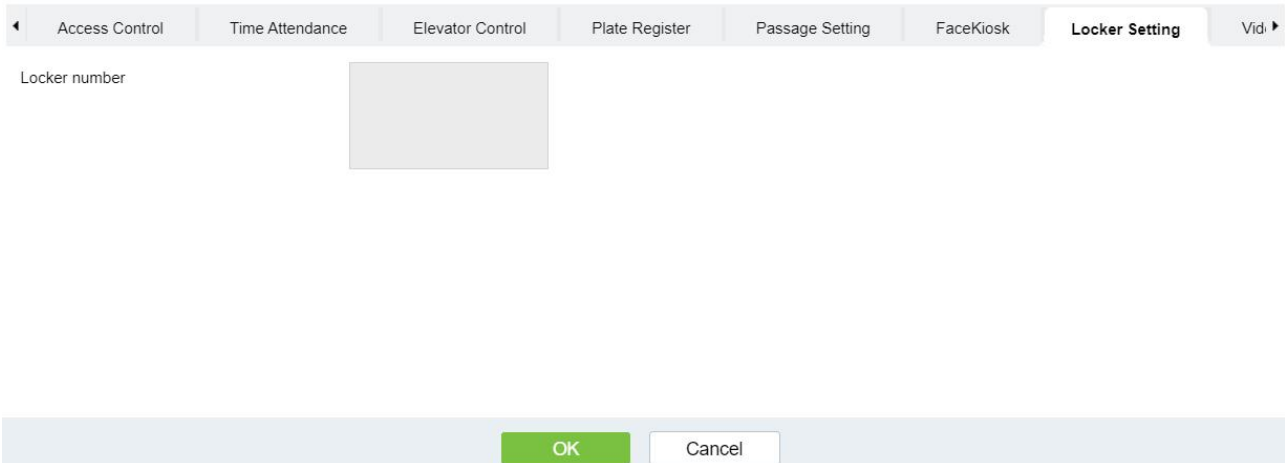 Access Control Time Attendance Elevator Control Plate Register Passage Setting FaceKiosk Locker Setting
Locker number
OK Cancel